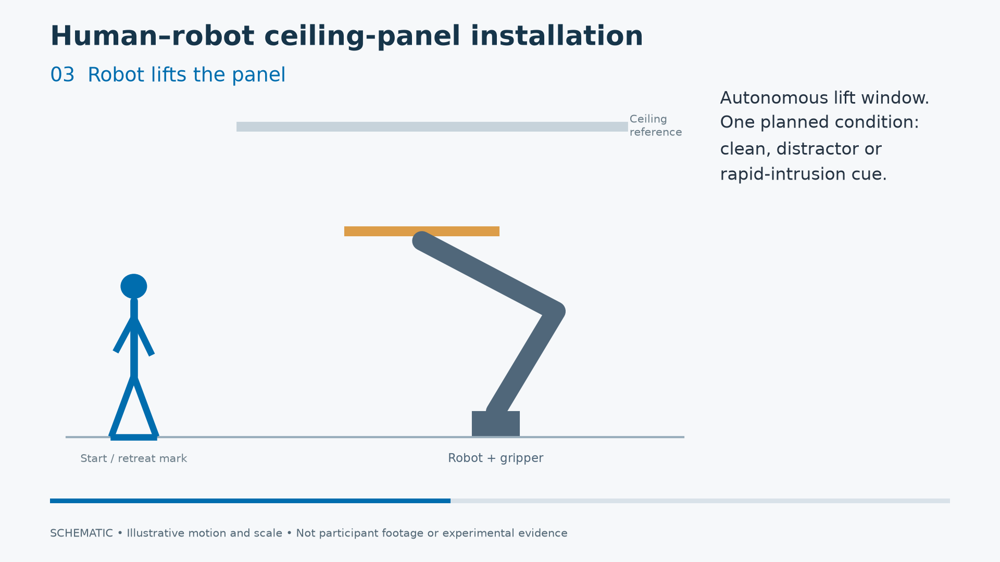 Human–robot ceiling-panel installation
03  Robot lifts the panel
Autonomous lift window.
One planned condition:
clean, distractor or
rapid-intrusion cue.
Ceiling
reference
Start / retreat mark
Robot + gripper
SCHEMATIC • Illustrative motion and scale • Not participant footage or experimental evidence